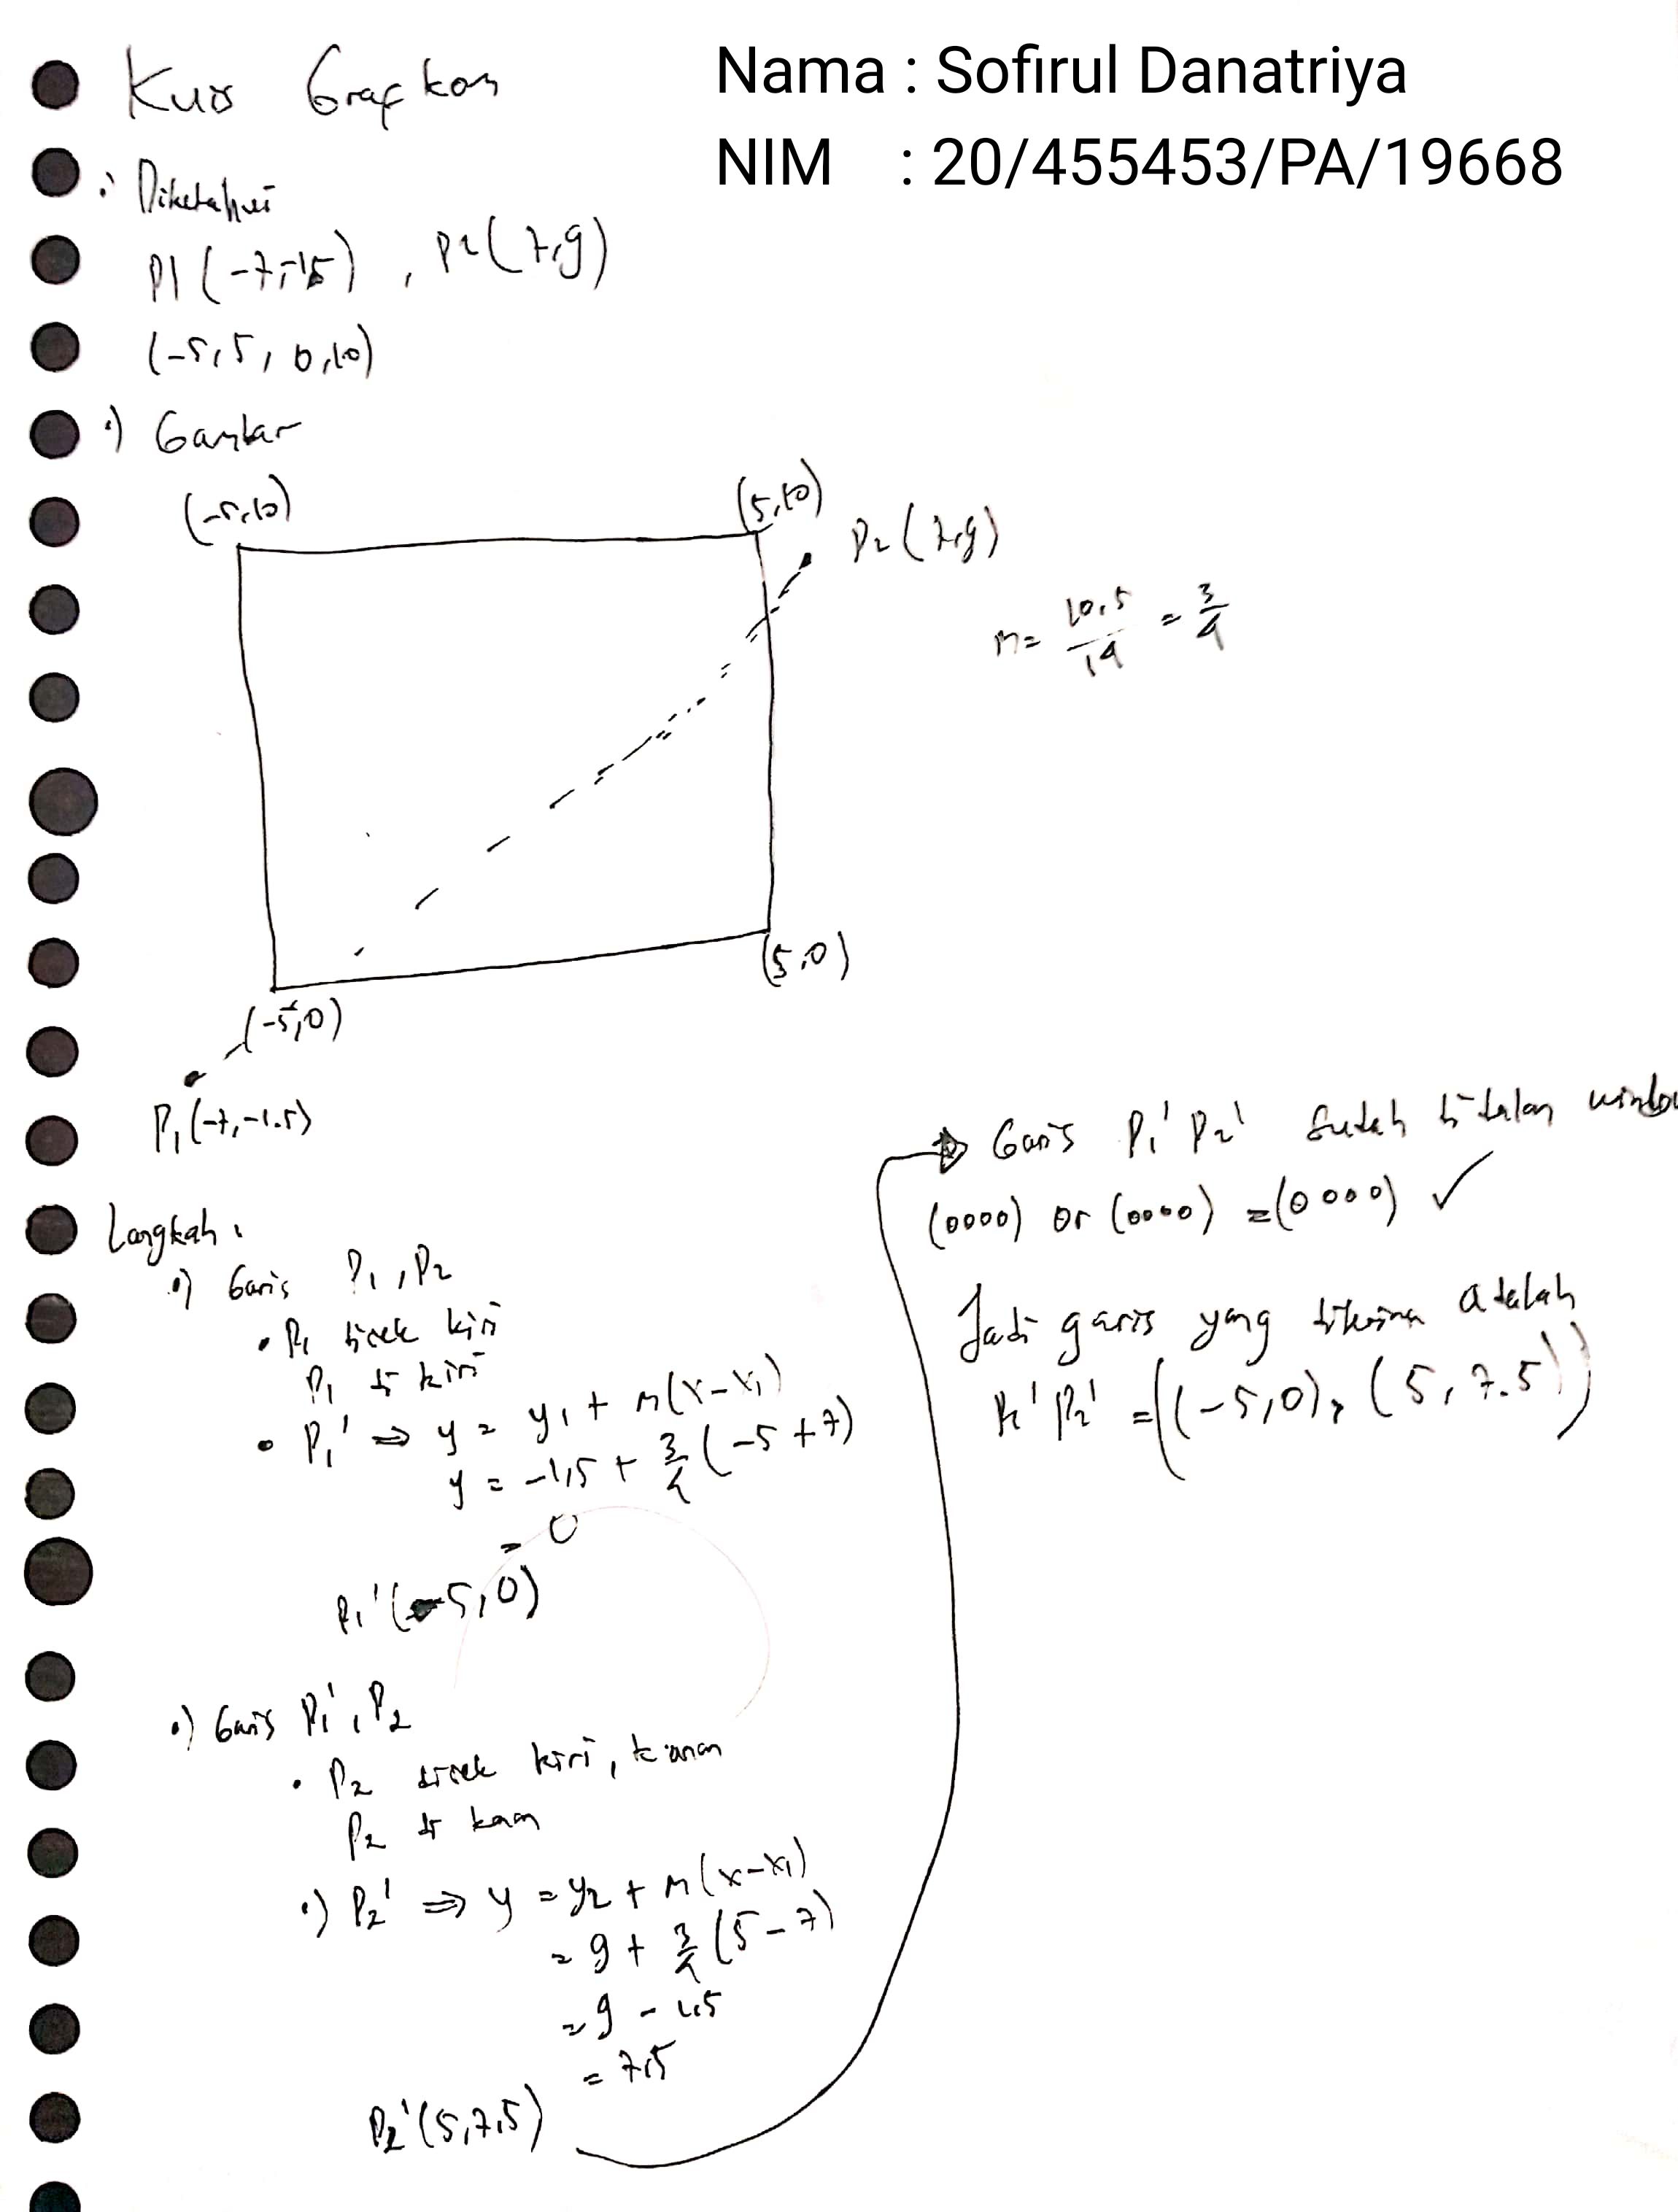 Kuis Grafkom
Nama : Sofirul Danatriya
NIM : 20/455453/PA/19668
•) Diketahui
P1 (-7,-1.5) , P2 (7,9)
(-5,5, 0,10)
•) Gambar
(-5,10)
(5,10)
P2 (7,9)
m = 10,5/14 = 3/4
(5,0)
(-5,0)
P1 (-7,-1.5)
Langkah :
•) Garis P1, P2
• P1 dicek kiri
P1 di kiri
• P1' ⇒ y = y1 + m(x-x1)
y = -1,5 + 3/4 (-5+7)
= 0
P1' (-5,0)
•) Garis P1', P2
• P2 dicek kiri, kanan
P2 di kanan
•) P2' ⇒ y = y2 + m(x-x1)
= 9 + 3/4 (5-7)
= 9 - 1,5
= 7,5
P2' (5,7,5)
→ Garis P1' P2' sudah di dalam window
(0000) or (0000) = (0000) ✓
Jadi garis yang diterima adalah
P1' P2' = ((-5,0), (5, 7.5))